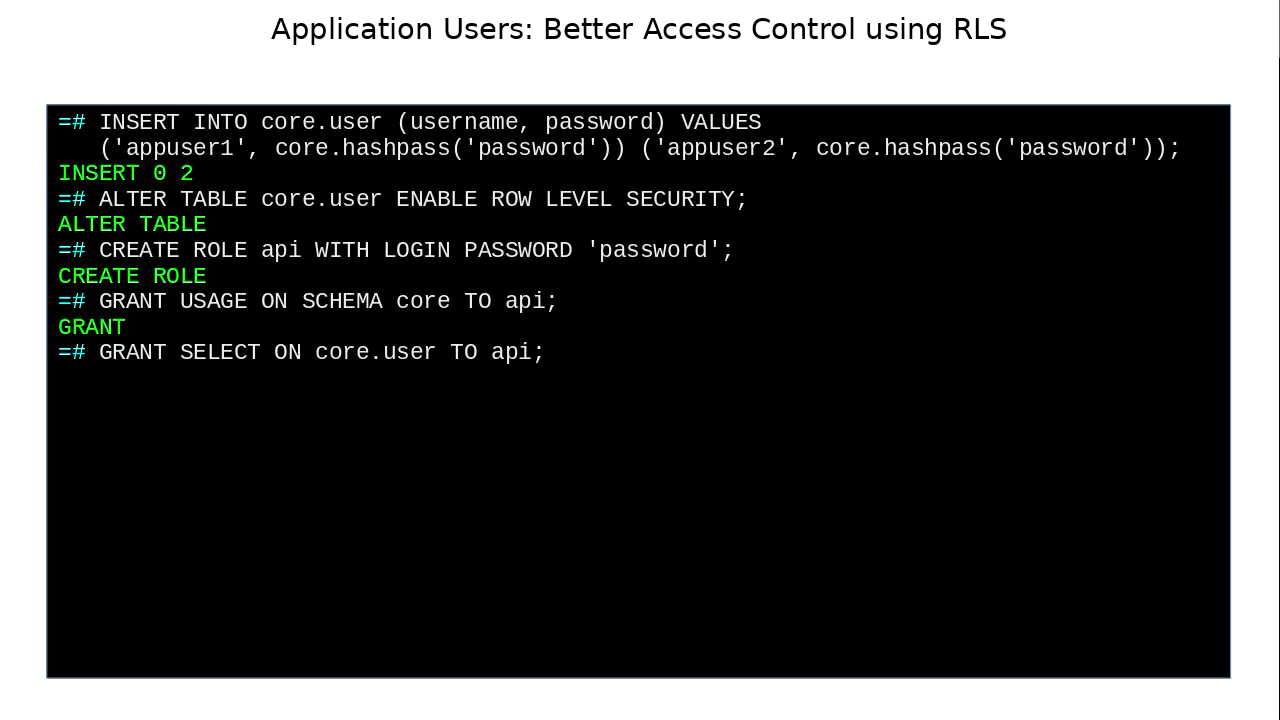 Application Users: Better Access Control using RLS
=# INSERT INTO core.user (username, password) VALUES
('appuser1', core.hashpass('password')) ('appuser2', core.hashpass('password'));
INSERT 0 2
=# ALTER TABLE core.user ENABLE ROW LEVEL SECURITY;
ALTER TABLE
=# CREATE ROLE api WITH LOGIN PASSWORD 'password';
CREATE ROLE
=# GRANT USAGE ON SCHEMA core TO api;
GRANT
=# GRANT SELECT ON core.user TO api;